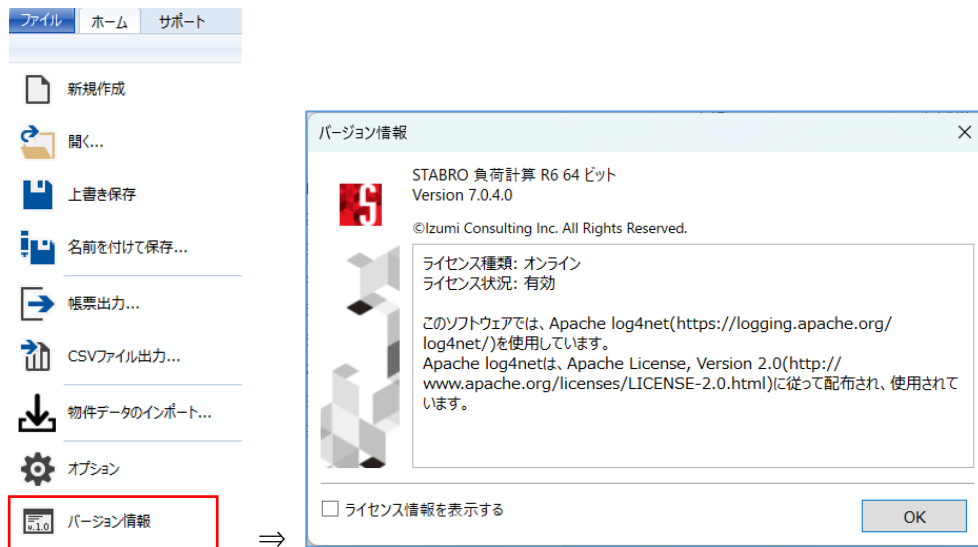 ファイル ホーム サポート
新規作成
開く...
上書き保存
名前を付けて保存...
帳票出力...
CSVファイル出力...
物件データのインポート...
オプション
v.1.0 バージョン情報
⇒
バージョン情報
STABRO 負荷計算 R6 64 ビット
Version 7.0.4.0
©Izumi Consulting Inc. All Rights Reserved.
ライセンス種類: オンライン
ライセンス状況: 有効
このソフトウェアでは、Apache log4net(https://logging.apache.org/
log4net/)を使用しています。
Apache log4netは、Apache License, Version 2.0(http://
www.apache.org/licenses/LICENSE-2.0.html)に従って配布され、使用されて
います。
ライセンス情報を表示する
OK